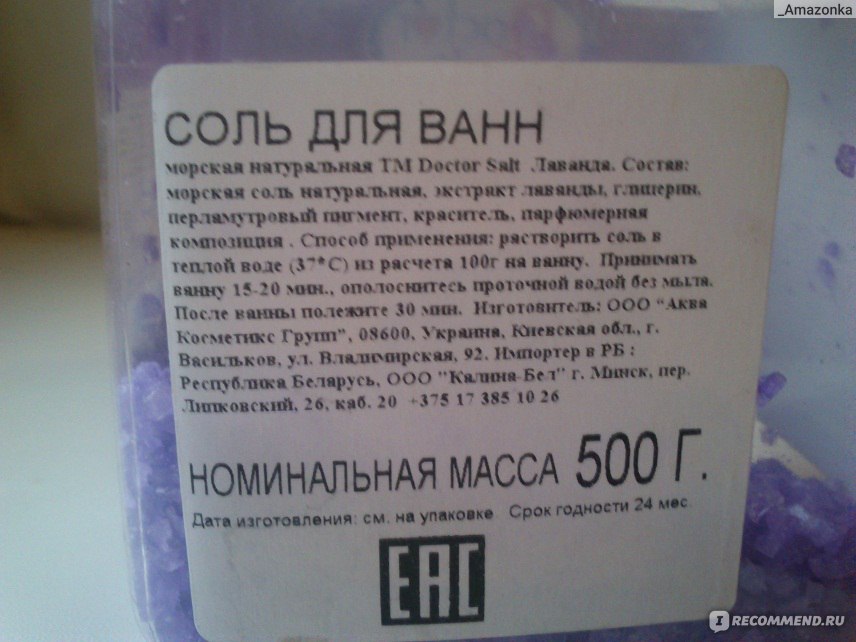 _Amazonka
СОЛЬ ДЛЯ ВАНН
морская натуральная ТМ Doctor Salt Лаванда. Состав:
морская соль натуральная, экстракт лаванды, глицерин,
перламутровый пигмент, краситель, парфюмерная
композиция . Способ применения: растворить соль в
теплой воде (37*С) из расчета 100г на ванну. Принимать
ванну 15-20 мин., ополоснитесь проточной водой без мыла.
После ванны полежите 30 мин. Изготовитель: ООО "Аква
Косметикс Групп", 08600, Украина, Киевская обл., г.
Васильков, ул. Владимирская, 92. Импортер в РБ :
Республика Беларусь, ООО "Калина-Бел" г. Минск, пер.
Липковский, 26, каб. 20 +375 17 385 10 26
НОМИНАЛЬНАЯ МАССА 500 Г.
Дата изготовления: см. на упаковке Срок годности 24 мес.
EAC
I RECOMMEND.RU